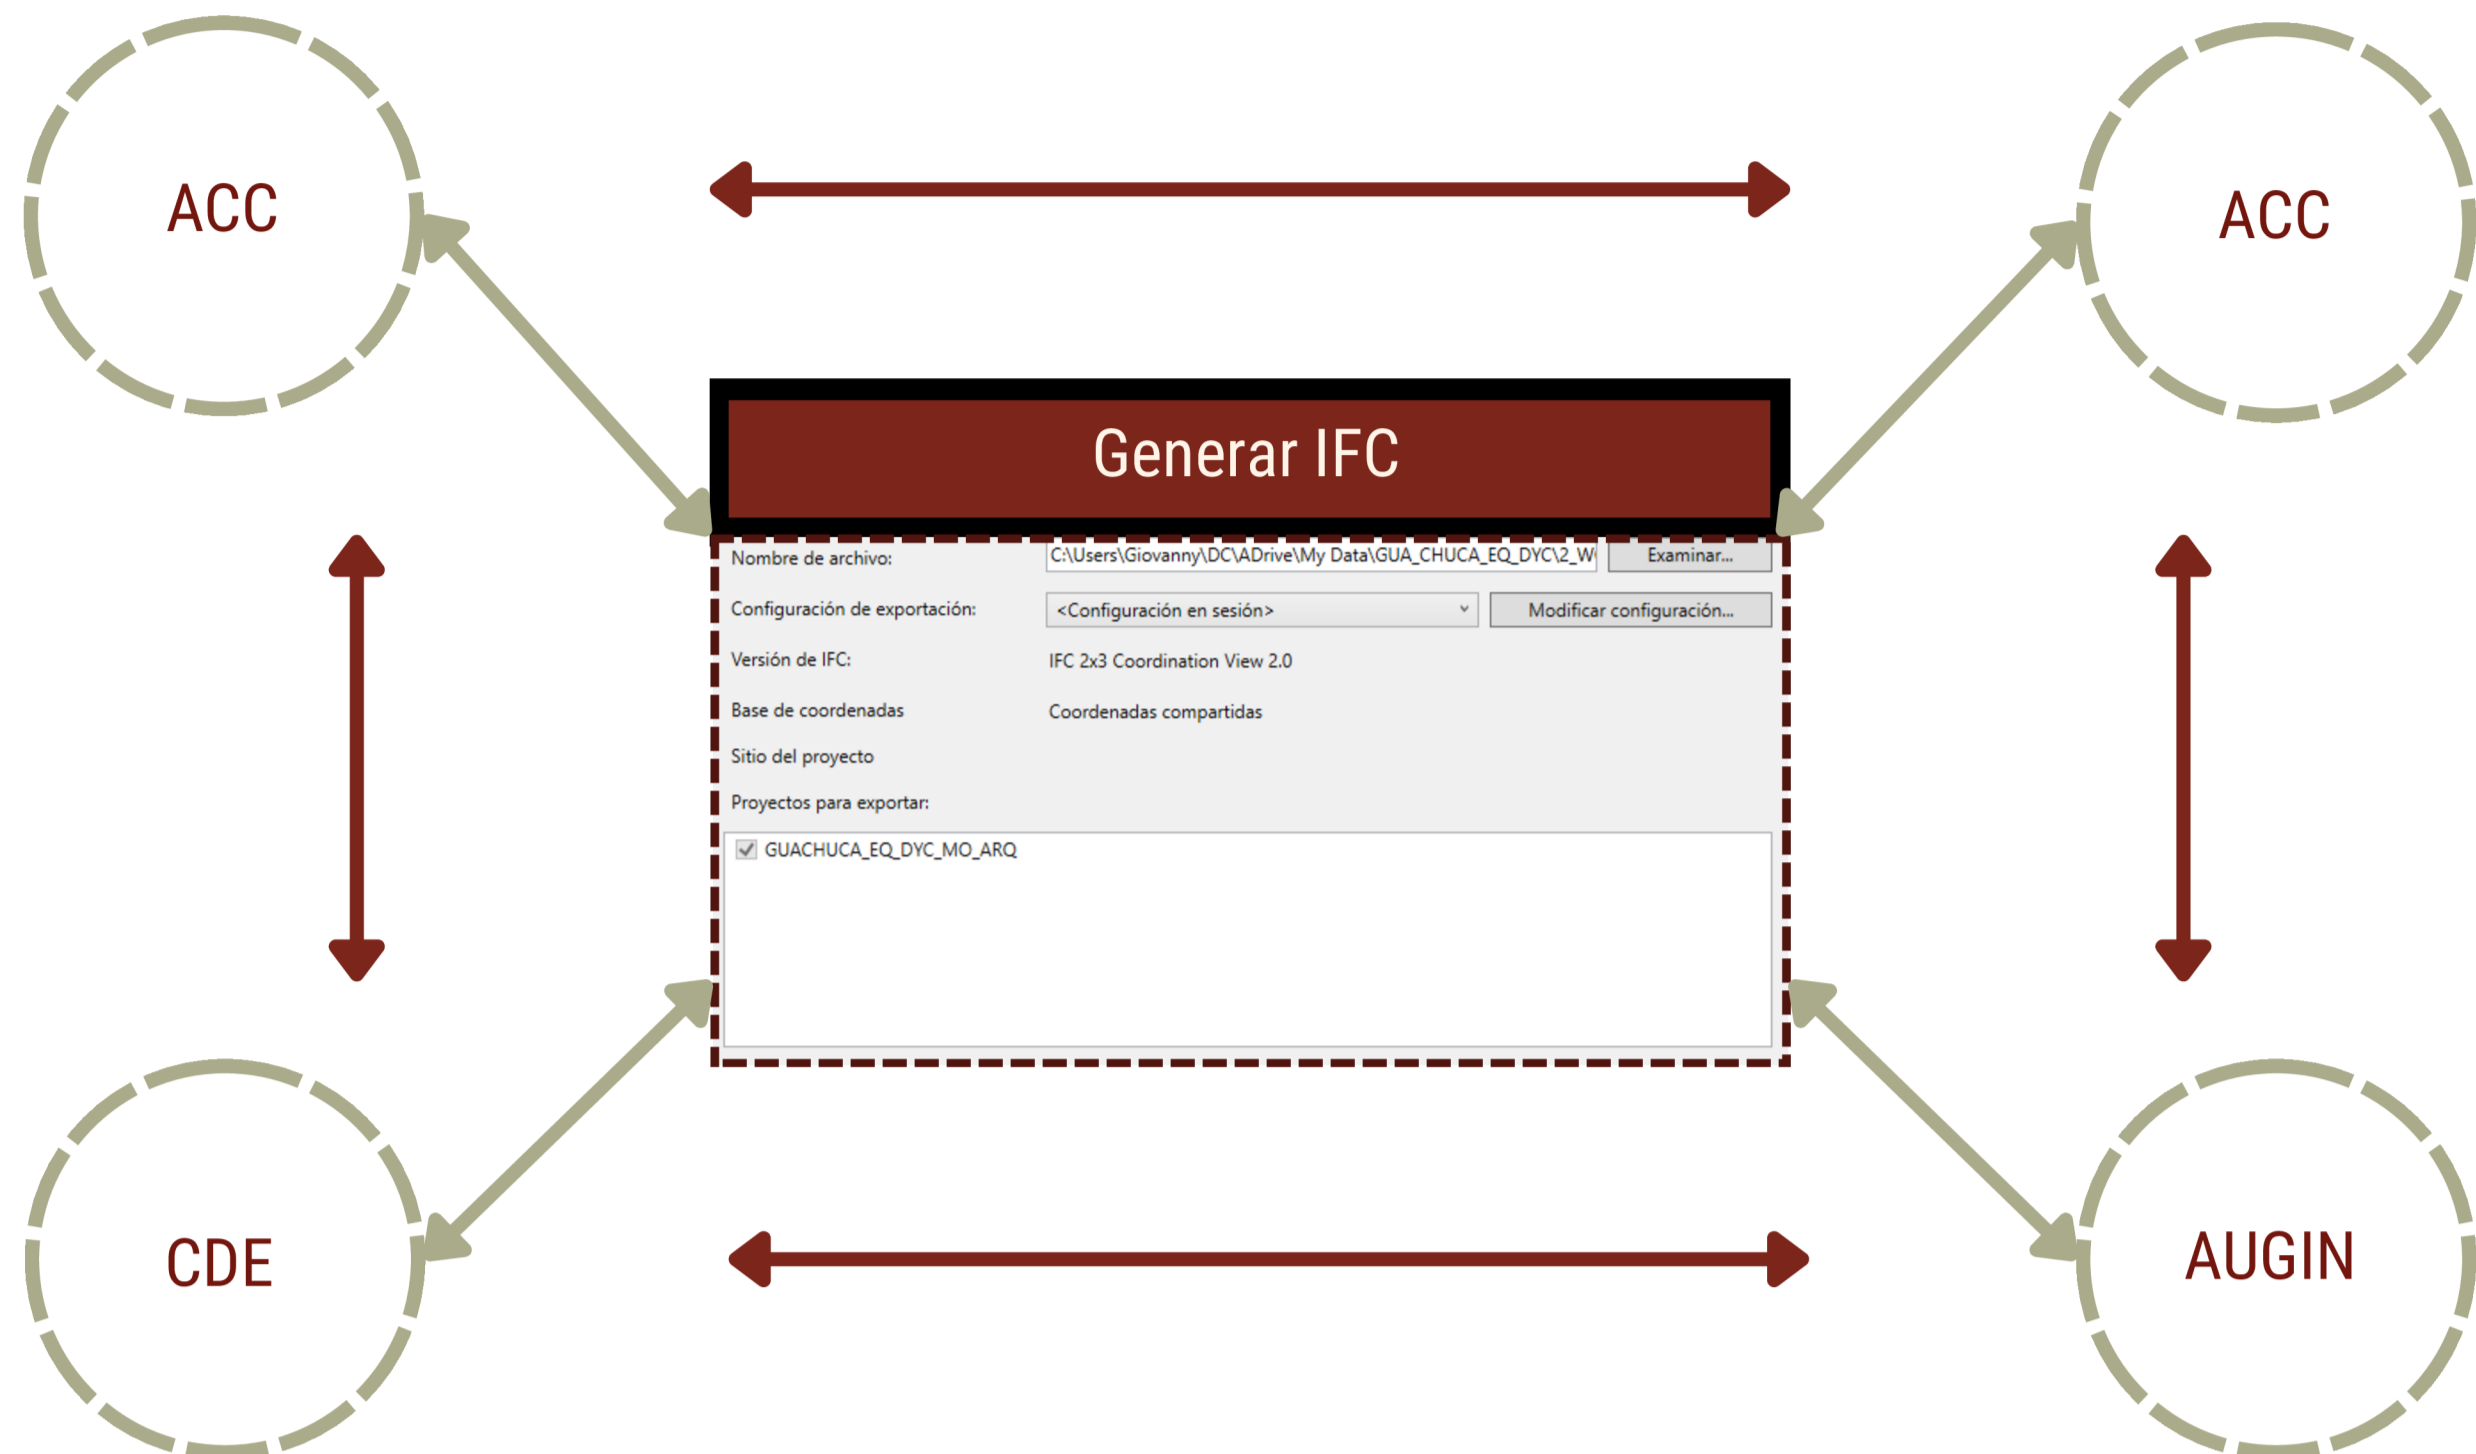 ACC
ACC
Generar IFC
Nombre de archivo: C:\Users\Giovanny\DC\ADrive\My Data\GUA_CHUCA_EQ_DYC\2_W Examinar...
Configuración de exportación: <Configuración en sesión> Modificar configuración...
Versión de IFC: IFC 2x3 Coordination View 2.0
Base de coordenadas Coordenadas compartidas
Sitio del proyecto
Proyectos para exportar:
GUACHUCA_EQ_DYC_MO_ARQ
CDE
AUGIN